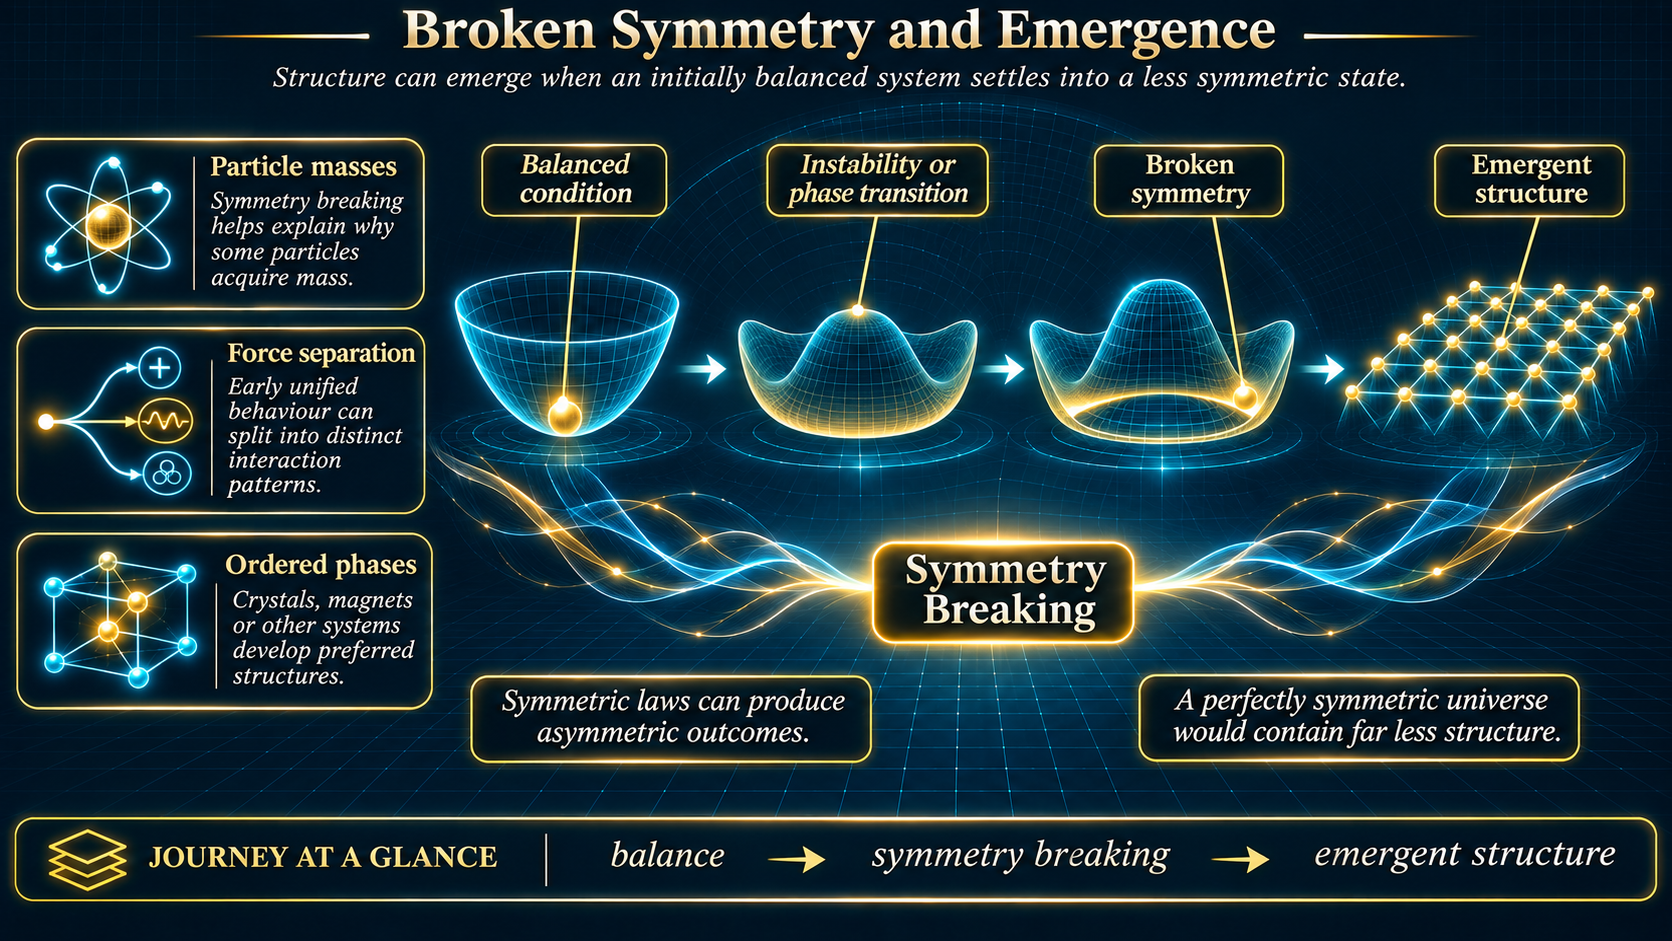 Broken Symmetry and Emergence
Structure can emerge when an initially balanced system settles into a less symmetric state.
Particle masses
Symmetry breaking
helps explain why
some particles
acquire mass.
Force separation
Early unified
behaviour can
split into distinct
interaction
patterns.
Ordered phases
Crystals, magnets
or other systems
develop preferred
structures.
Balanced
condition
Instability or
phase transition
Broken
symmetry
Emergent
structure
Symmetry
Breaking
Symmetric laws can produce
asymmetric outcomes.
A perfectly symmetric universe
would contain far less structure.
JOURNEY AT A GLANCE
balance
symmetry breaking
emergent structure